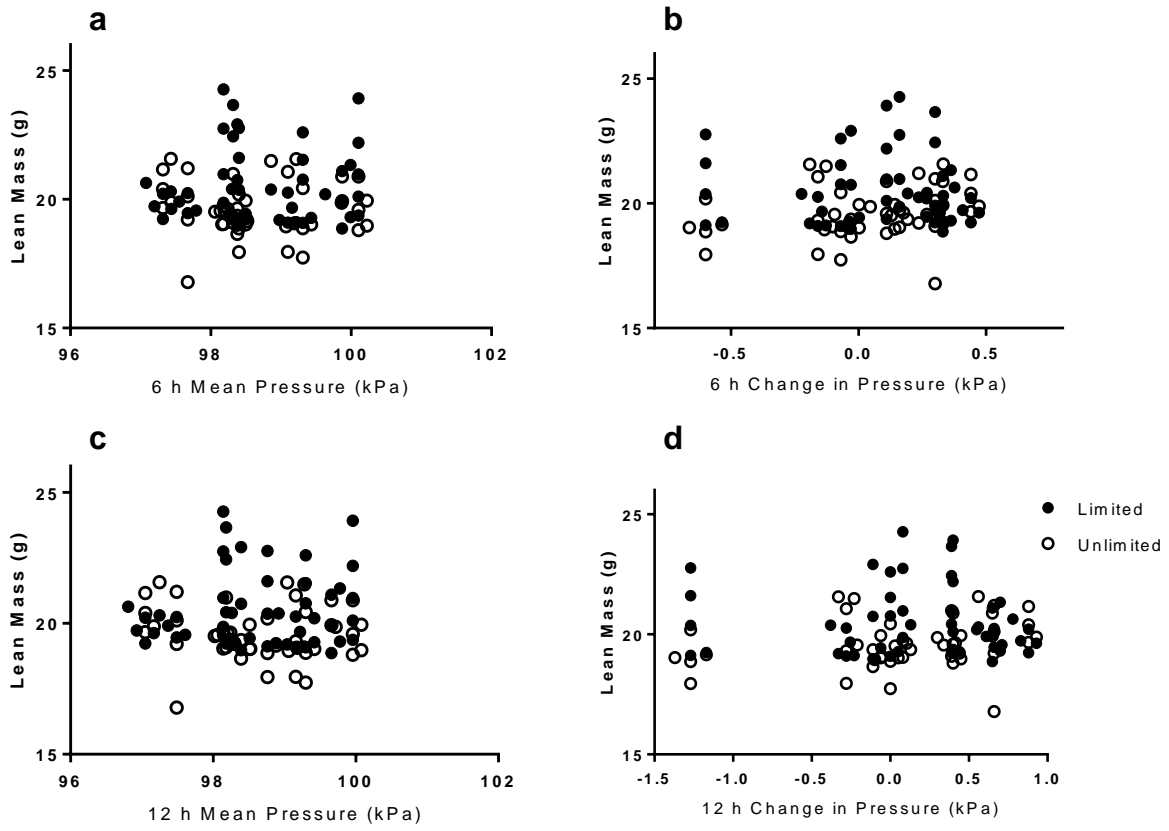 a
25
20
15
Lean Mass (g)
96 98 100 102
6 h Mean Pressure (kPa)
b
25
20
15
Lean Mass (g)
-0.5 0.0 0.5
6 h Change in Pressure (kPa)
c
25
20
15
Lean Mass (g)
96 98 100 102
12 h Mean Pressure (kPa)
d
25
20
15
Lean Mass (g)
-1.5 -1.0 -0.5 0.0 0.5 1.0
12 h Change in Pressure (kPa)
Limited
Unlimited